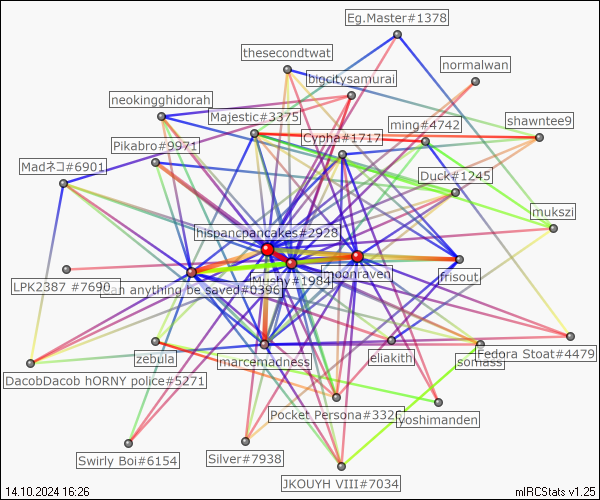 Eg.Master#1378
thesecondtwat
normalwan
bigcitysamurai
neokingghidorah
Majestic#3375
ming#4742
shawntee9
Cypha#1717
Pikabro#9971
Madネコ#6901
Duck#1245
mukszi
hispancpancakes#2928
moonraven
frisout
Mushy#1984
an anything be saved#0396
LPK2387 #7690
zebula
marcemadness
eliakith
somass
Fedora Stoat#4479
DacobDacob hORNY police#5271
Pocket Persona#3326
yoshimanden
Swirly Boi#6154
Silver#7938
JKOUYH VIII#7034
14.10.2024 16:26
mIRCStats v1.25